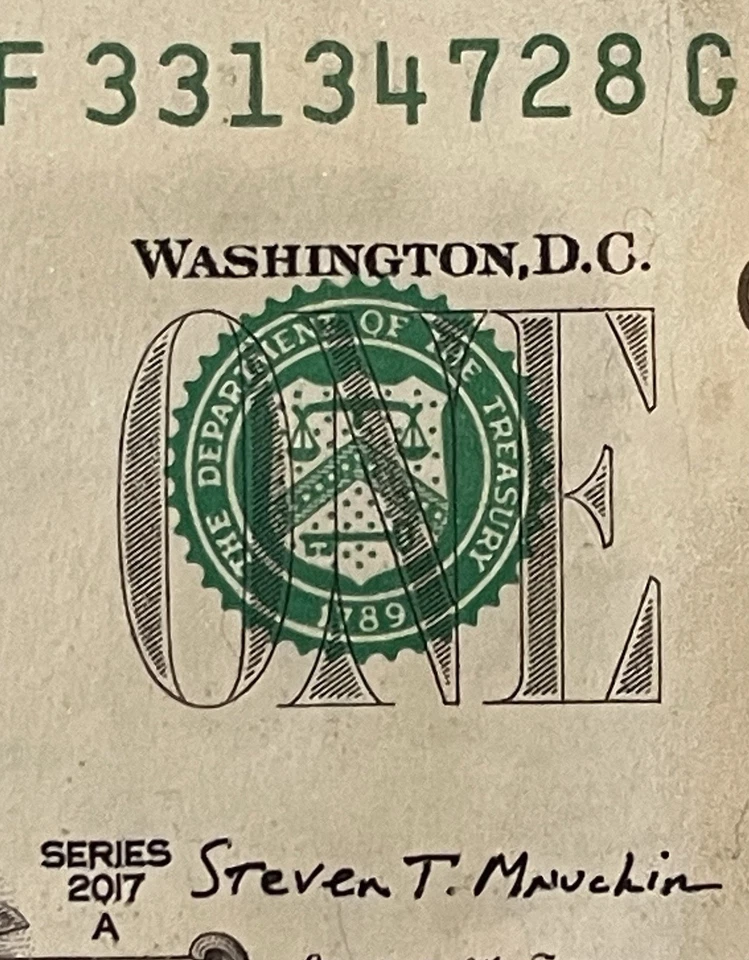 F 33134728 G
WASHINGTON, D.C.
THE DEPARTMENT OF THE TREASURY
1789
ONE
SERIES
2017
A
Steven T. Mnuchin